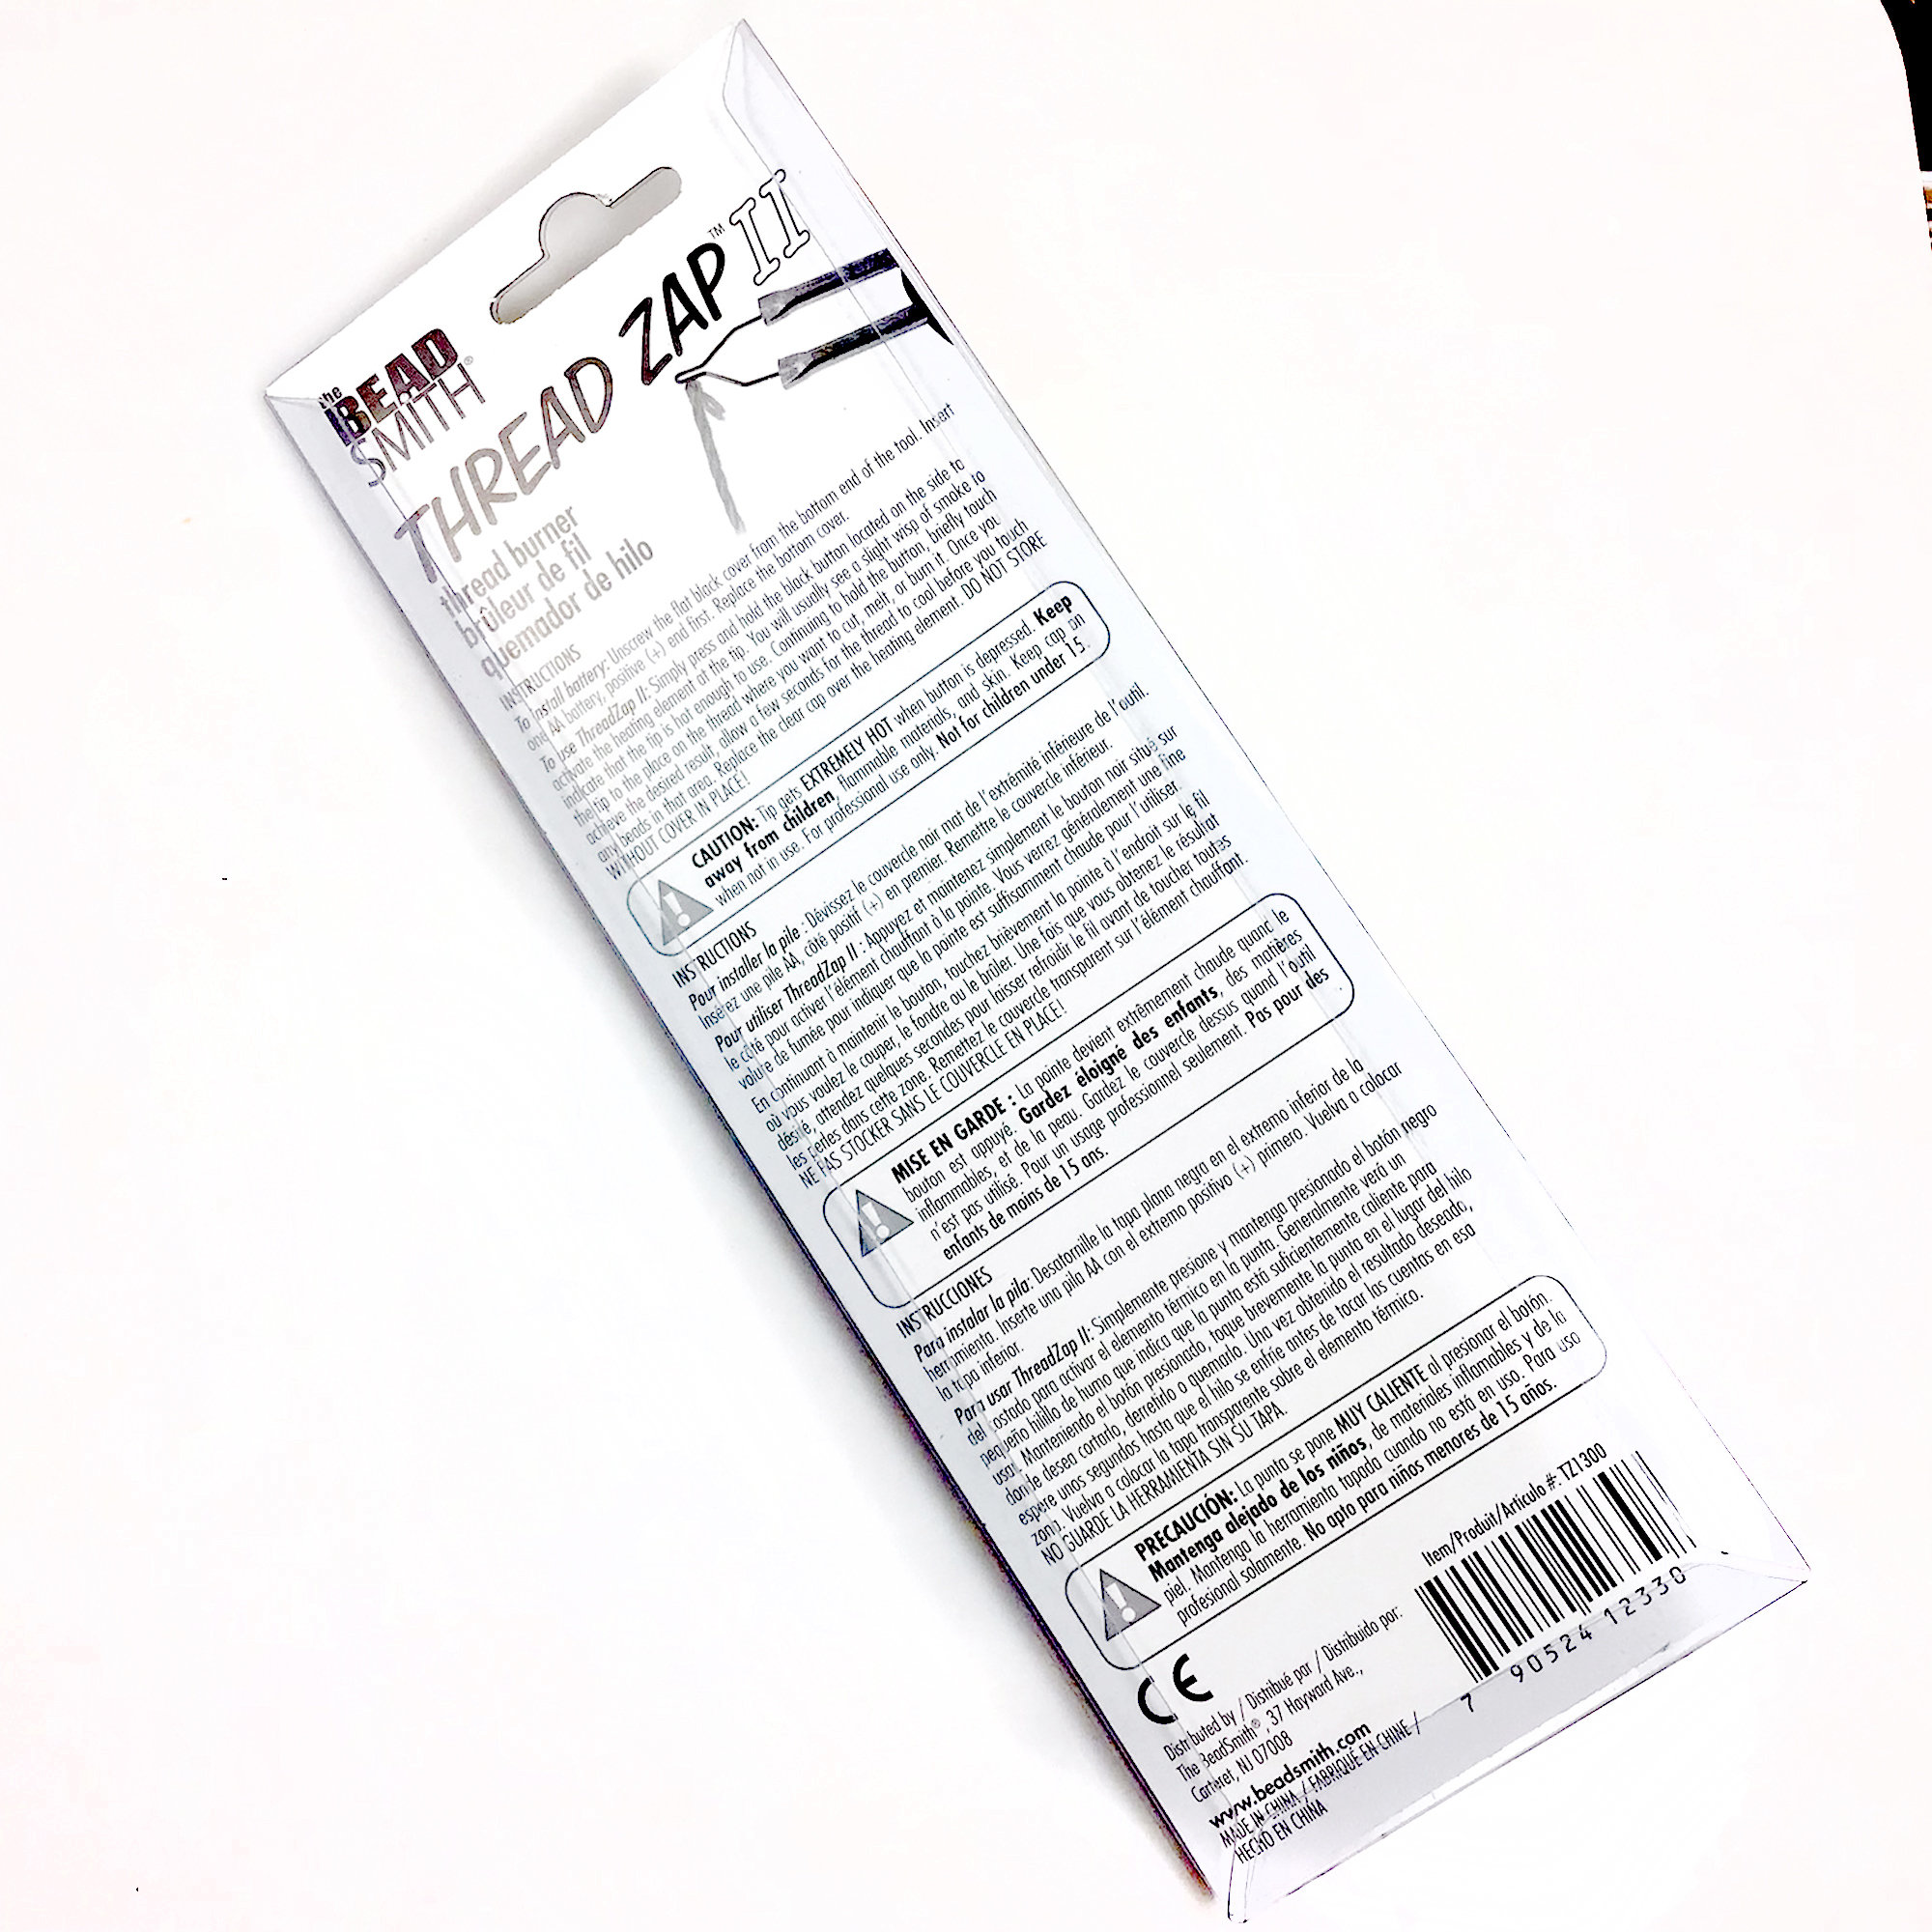 the
BEAD
SMITH®
THREAD ZAP™ II
thread burner
brûleur de fil
quemador de hilo
INSTRUCTIONS
To install battery: Unscrew the flat black cover from the bottom end of the tool. Insert
one AA battery, positive (+) end first. Replace the bottom cover.
To use ThreadZap II: Simply press and hold the black button located on the side to
activate the heating element at the tip. You will usually see a slight wisp of smoke to
indicate that the tip is hot enough to use. Continuing to hold the button, briefly touch
the tip to the place on the thread where you want to cut, melt, or burn it. Once you
achieve the desired result, allow a few seconds for the thread to cool before you touch
any beads in that area. Replace the clear cap over the heating element. DO NOT STORE
WITHOUT COVER IN PLACE!
CAUTION: Tip gets EXTREMELY HOT when button is depressed. Keep
away from children, flammable materials, and skin. Keep cap on
when not in use. For professional use only. Not for children under 15.
INSTRUCTIONS
Pour installer la pile : Dévissez le couvercle noir mat de l'extrémité inférieure de l'outil.
Insérez une pile AA, côté positif (+) en premier. Remettre le couvercle inférieur.
Pour utiliser ThreadZap II : Appuyez et maintenez simplement le bouton noir situé sur
le côté pour activer l'élément chauffant à la pointe. Vous verrez généralement une fine
volute de fumée pour indiquer que la pointe est suffisamment chaude pour l'utiliser.
En continuant à maintenir le bouton, touchez brièvement la pointe à l'endroit sur le fil
où vous voulez le couper, le fondre ou le brûler. Une fois que vous obtenez le résultat
désiré, attendez quelques secondes pour laisser refroidir le fil avant de toucher toutes
les perles dans cette zone. Remettez le couvercle transparent sur l'élément chauffant.
NE PAS STOCKER SANS LE COUVERCLE EN PLACE!
MISE EN GARDE : La pointe devient extrêmement chaude quand le
bouton est appuyé. Gardez éloigné des enfants, des matières
inflammables, et de la peau. Gardez le couvercle dessus quand l'outil
n'est pas utilisé. Pour un usage professionnel seulement. Pas pour des
enfants de moins de 15 ans.
INSTRUCCIONES
Para instalar la pila: Desatornille la tapa plana negra en el extremo inferior de la
herramienta. Inserte una pila AA con el extremo positivo (+) primero. Vuelva a colocar
la tapa inferior.
Para usar ThreadZap II: Simplemente presione y mantenga presionado el botón negro
del costado para activar el elemento térmico en la punta. Generalmente verá un
pequeño hilillo de humo que indica que la punta está suficientemente caliente para
usar. Manteniendo el botón presionado, toque brevemente la punta en el lugar del hilo
donde desen cortarlo, derretirlo o quemarlo. Una vez obtenido el resultado deseado,
espere unos segundos hasta que el hilo se enfríe antes de tocar las cuentas en esa
zona. Vuelva a colocar la tapa transparente sobre el elemento térmico.
NO GUARDE LA HERRAMIENTA SIN SU TAPA.
PRECAUCIÓN: La punta se pone MUY CALIENTE al presionar el botón.
Mantenga alejado de los niños, de materiales inflamables y de la
piel. Mantenga la herramienta tapada cuando no está en uso. Para uso
profesional solamente. No apto para niños menores de 15 años.
Item/Produit/Artículo #: TZ1300
7 90524 12330
CE
Distributed by / Distribué par / Distribuido por:
The BeadSmith®, 37 Hayward Ave.,
Carteret, NJ 07008
www.beadsmith.com
MADE IN CHINA / FABRIQUÉ EN CHINE /
HECHO EN CHINA